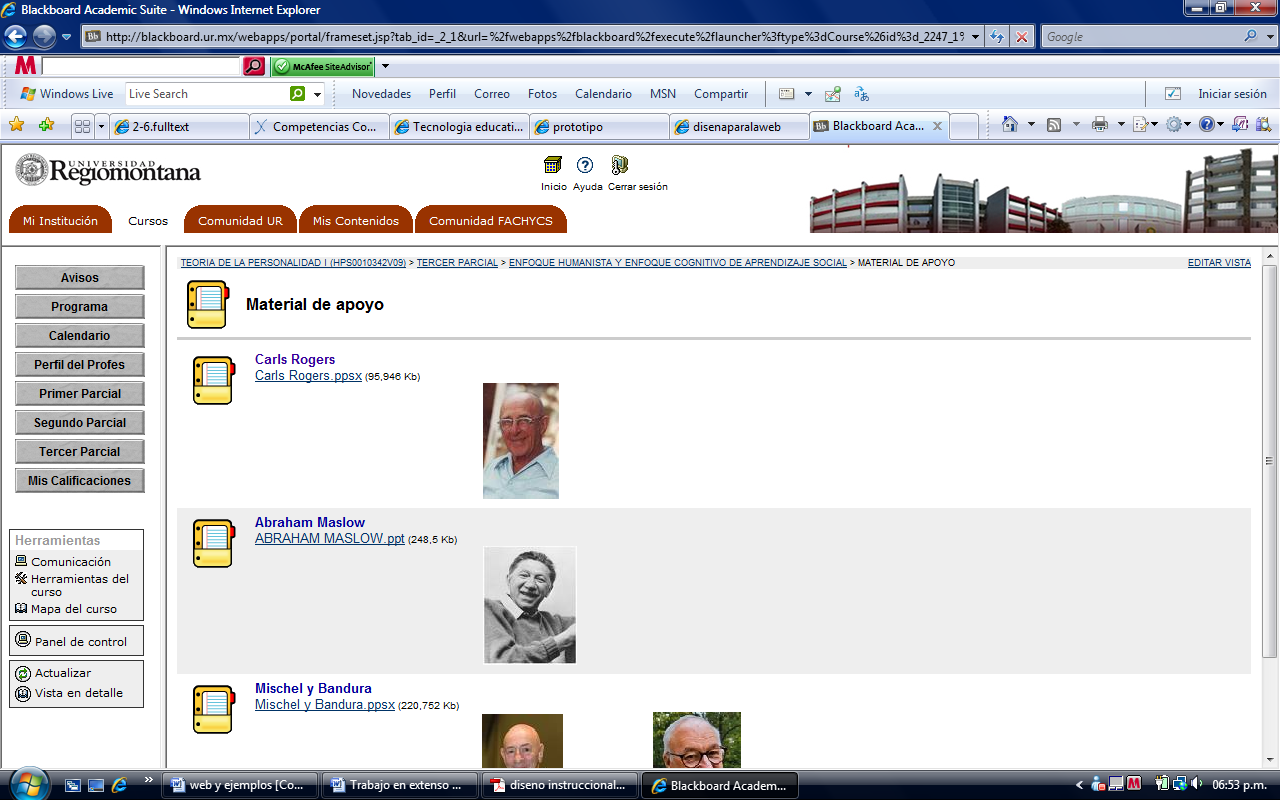 Blackboard Academic Suite - Windows Internet Explorer
http://blackboard.ur.mx/webapps/portal/frameset.jsp?tab_id=_2_1&url=%2fwebapps%2fblackboard%2fexecute%2flauncher%3ftype%3dCourse%26id%3d_2247_1%
Google
McAfee SiteAdvisor
Windows Live
Live Search
Novedades Perfil Correo Fotos Calendario MSN Compartir
Iniciar sesión
2-6.fulltext
Competencias Co...
Tecnologia educati...
prototipo
disenaparalaweb
Blackboard Aca...
UNIVERSIDAD
Regiomontana
Inicio Ayuda Cerrar sesión
Mi Institución Cursos Comunidad UR Mis Contenidos Comunidad FACHYCS
Avisos
Programa
Calendario
Perfil del Profes
Primer Parcial
Segundo Parcial
Tercer Parcial
Mis Calificaciones
Herramientas
Comunicación
Herramientas del
curso
Mapa del curso
Panel de control
Actualizar
Vista en detalle
TEORIA DE LA PERSONALIDAD I (HPS0010342V09) > TERCER PARCIAL > ENFOQUE HUMANISTA Y ENFOQUE COGNITIVO DE APRENDIZAJE SOCIAL > MATERIAL DE APOYO
EDITAR VISTA
Material de apoyo
Carls Rogers
Carls Rogers.ppsx (95,946 Kb)
Abraham Maslow
ABRAHAM MASLOW.ppt (248,5 Kb)
Mischel y Bandura
Mischel y Bandura.ppsx (220,752 Kb)
web y ejemplos [Co...
Trabajo en extenso ...
diseno instruccional...
Blackboard Academ...
06:53 p.m.